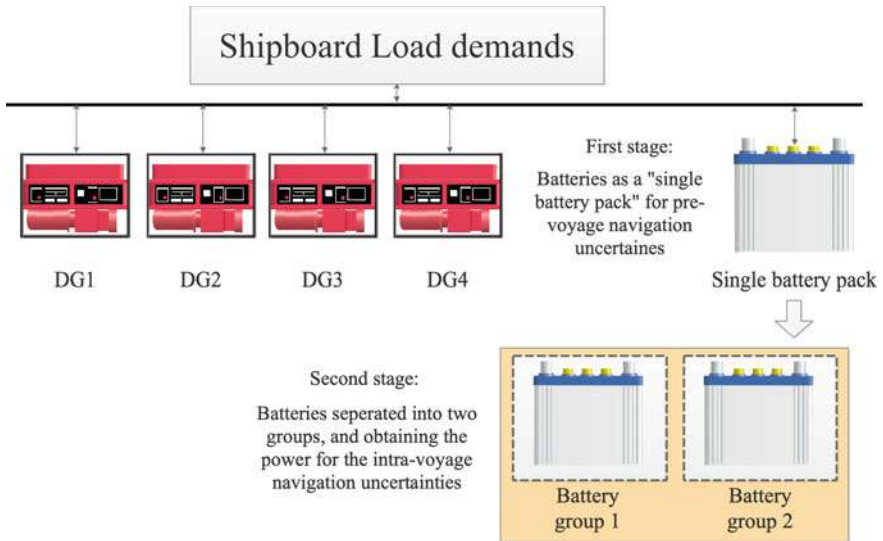 Shipboard Load demands
First stage:
Batteries as a "single
battery pack" for pre-
voyage navigation
uncertaines
DG1
DG2
DG3
DG4
Single battery pack
Second stage:
Batteries seperated into two
groups, and obtaining the
power for the intra-voyage
navigation uncertainties
Battery
group 1
Battery
group 2